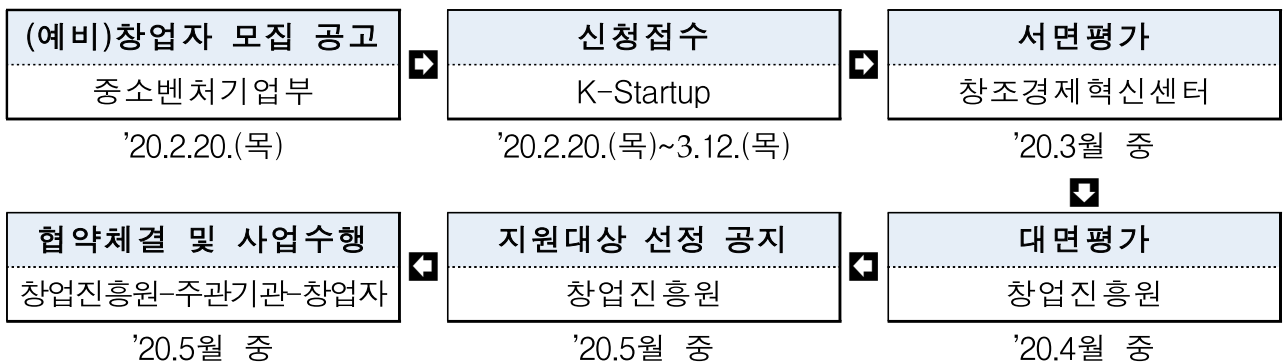 (예비)창업자 모집 공고
중소벤처기업부
’20.2.20.(목)
신청접수
K-Startup
’20.2.20.(목)~3.12.(목)
서면평가
창조경제혁신센터
’20.3월 중
대면평가
창업진흥원
’20.4월 중
지원대상 선정 공지
창업진흥원
’20.5월 중
협약체결 및 사업수행
창업진흥원-주관기관-창업자
’20.5월 중